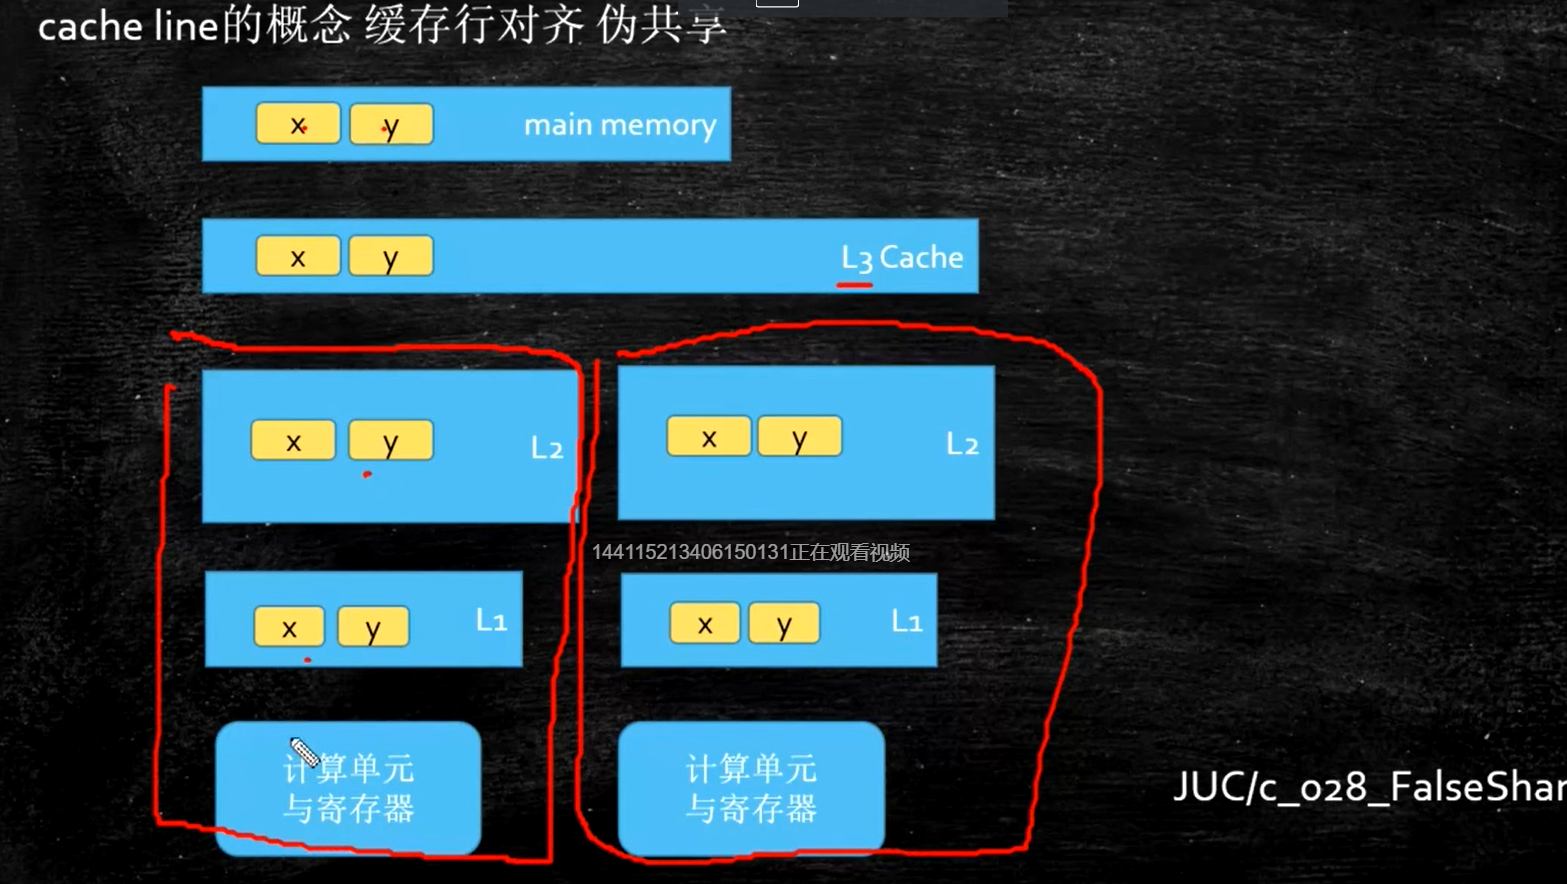 cache line的概念 缓存行对齐 伪共享
x y main memory
x y L3 Cache
x y L2
x y L2
144115213406150131正在观看视频
x y L1
x y L1
计算单元
与寄存器
计算单元
与寄存器
JUC/c_028_FalseShar